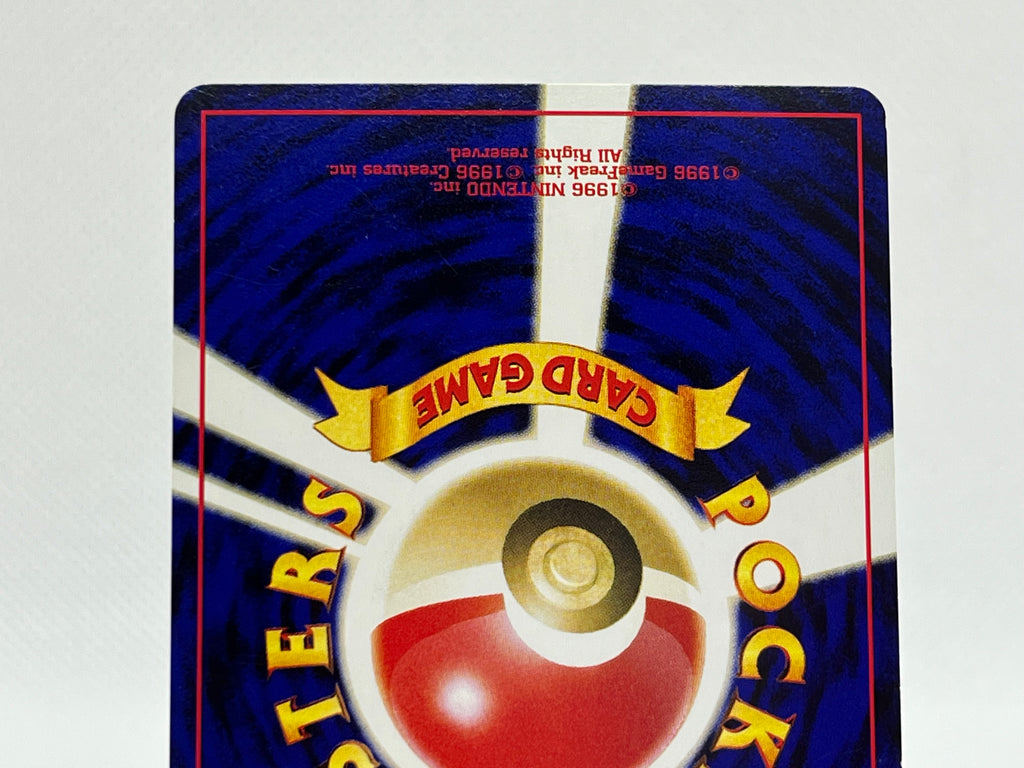 POCK
TERS
CARD GAME
©1996 NINTENDO inc.
©1996 GameFreak inc. ©1996 Creatures inc.
All Rights reserved.